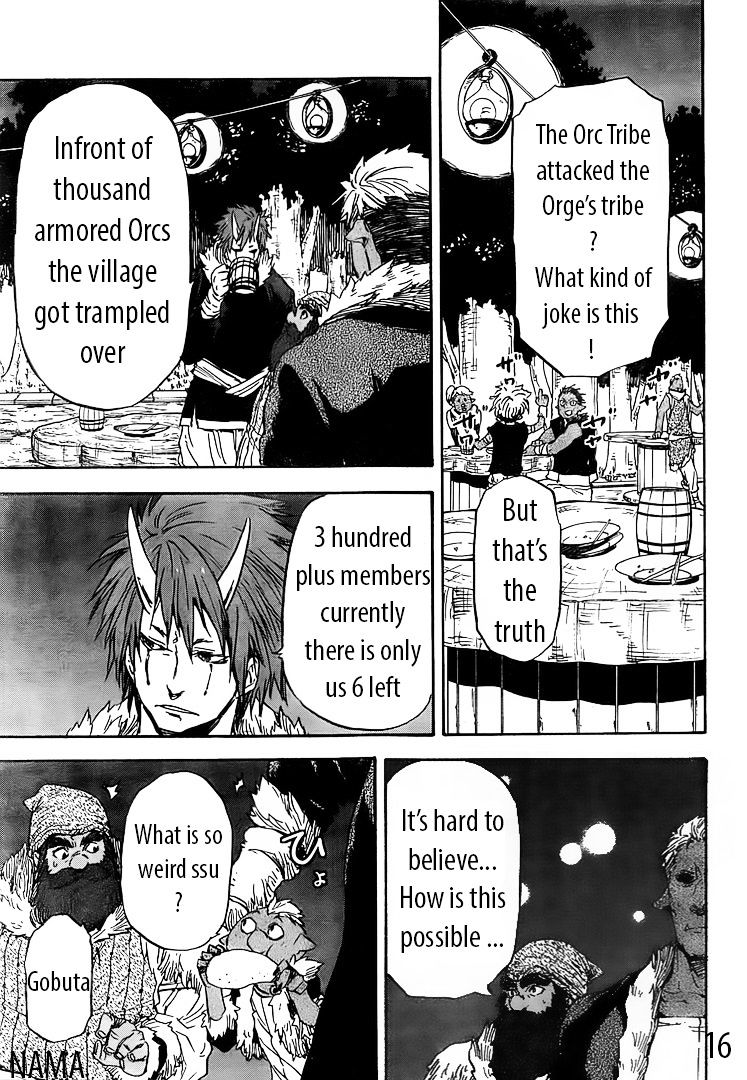 The Orc Tribe
attacked the
Orge's tribe
?
What kind of
joke is this
!
But
that's
the
truth
Infront of
thousand
armored Orcs
the village
got trampled
over
3 hundred
plus members
currently
there is only
us 6 left
It's hard to
believe...
How is this
possible ...
What is so
weird ssu
?
ひょ
Gobuta
NAMA
16